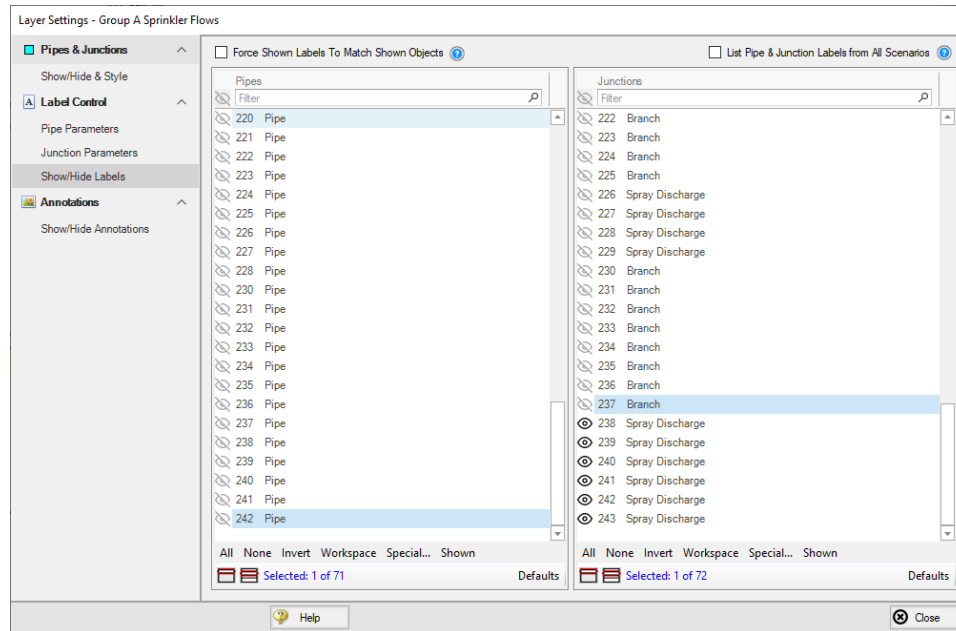 Layer Settings - Group A Sprinkler Flows
Pipes & Junctions
Show/Hide & Style
A Label Control
Pipe Parameters
Junction Parameters
Show/Hide Labels
Annotations
Show/Hide Annotations
Force Shown Labels To Match Shown Objects ?
List Pipe & Junction Labels from All Scenarios ?
Pipes
Filter
220 Pipe
221 Pipe
222 Pipe
223 Pipe
224 Pipe
225 Pipe
226 Pipe
227 Pipe
228 Pipe
230 Pipe
231 Pipe
232 Pipe
233 Pipe
234 Pipe
235 Pipe
236 Pipe
237 Pipe
238 Pipe
239 Pipe
240 Pipe
241 Pipe
242 Pipe
All None Invert Workspace Special... Shown
Selected: 1 of 71 Defaults
Junctions
Filter
222 Branch
223 Branch
224 Branch
225 Branch
226 Spray Discharge
227 Spray Discharge
228 Spray Discharge
229 Spray Discharge
230 Branch
231 Branch
232 Branch
233 Branch
234 Branch
235 Branch
236 Branch
237 Branch
238 Spray Discharge
239 Spray Discharge
240 Spray Discharge
241 Spray Discharge
242 Spray Discharge
243 Spray Discharge
All None Invert Workspace Special... Shown
Selected: 1 of 72 Defaults
Help
Close